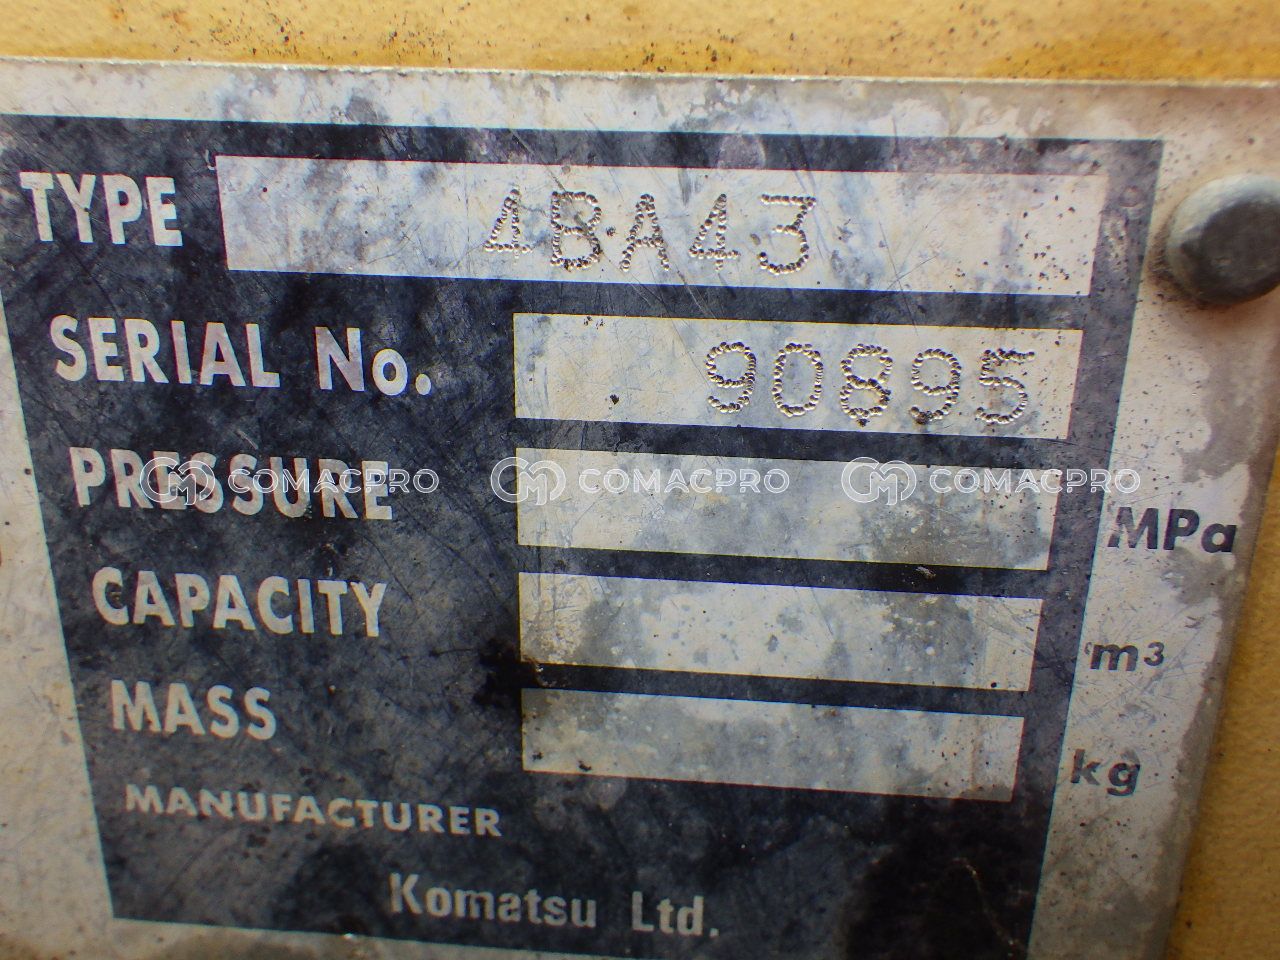 TYPE 4BA43
SERIAL No. 90895
PRESSURE MPa
COMACPRO COMACPRO COMACPRO
CAPACITY m³
MASS kg
MANUFACTURER
Komatsu Ltd.